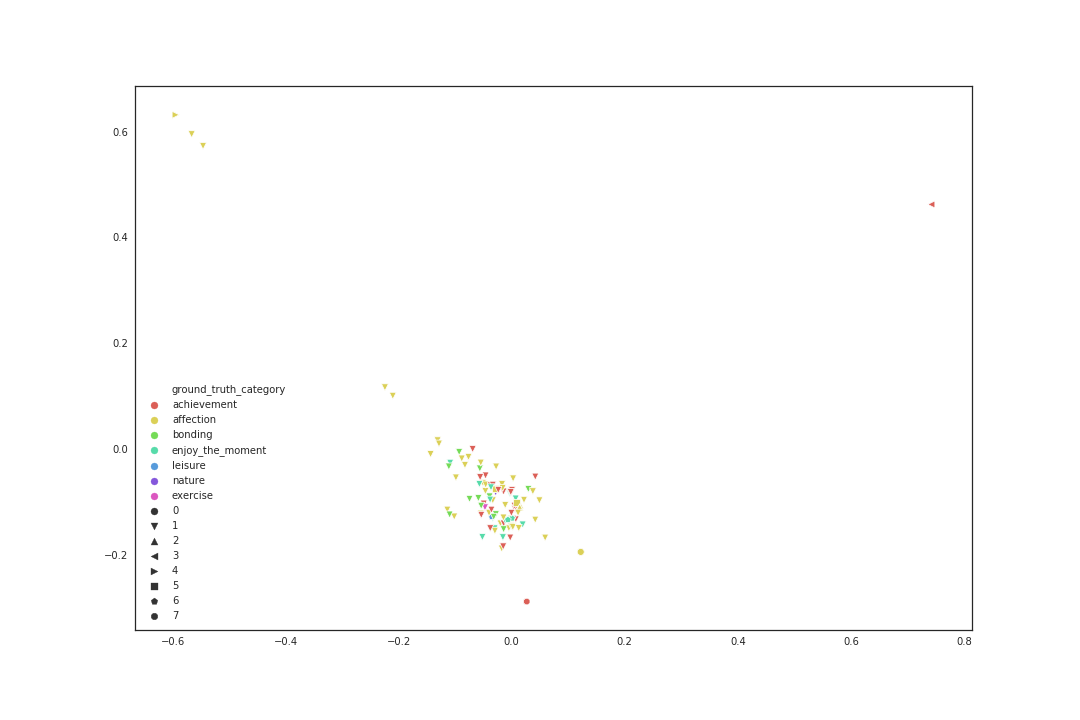 0.6
0.4
0.2
0.0
−0.2
ground_truth_category
achievement
affection
bonding
enjoy_the_moment
leisure
nature
exercise
0
1
2
3
4
5
6
7
−0.6 −0.4 −0.2 0.0 0.2 0.4 0.6 0.8